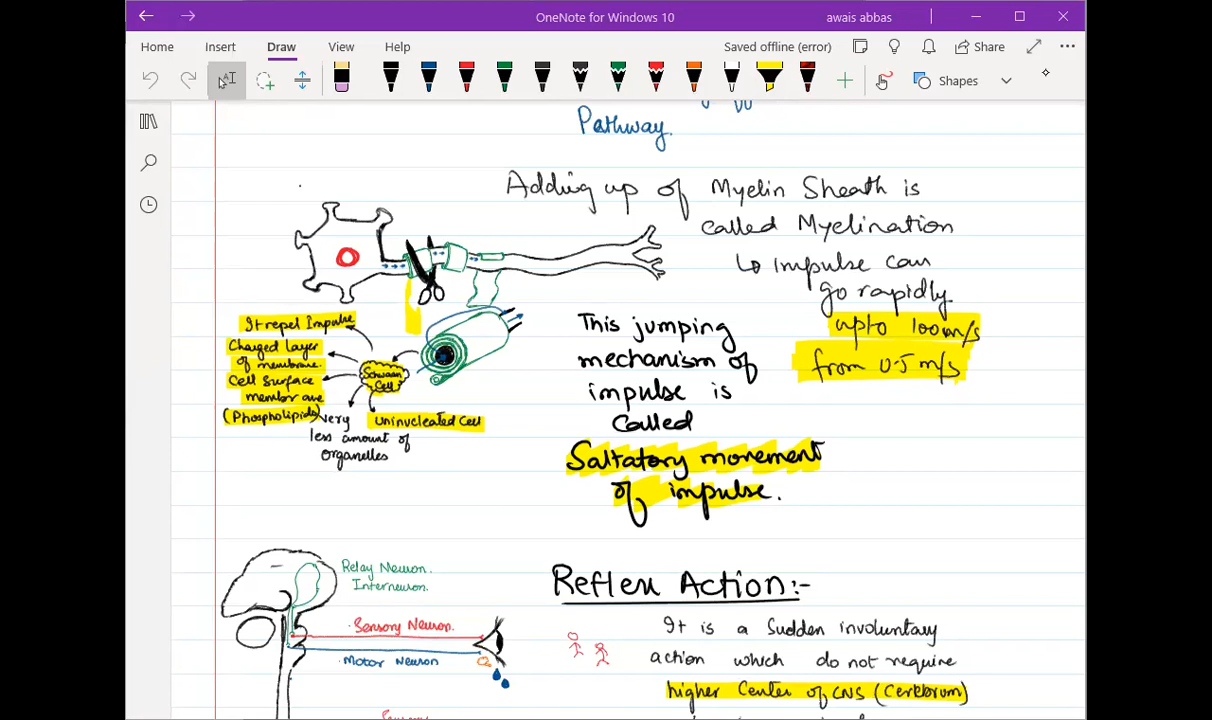 OneNote for Windows 10
awais abbas
Home Insert Draw View Help
Saved offline (error)
Share
Shapes
Pathway.
Adding up of Myelin Sheath is
called Myelination
↳ impulse can
go rapidly
upto 100m/s
from 0.5 m/s
It repel Impulse
Charged layer
of membrane.
Cell Surface
membrane
(Phospholipids)
Schwaan
Cell
Very
less amount of
organelles
Uninucleated Cell
This jumping
mechanism of
impulse is
Called
Saltatory movement
of impulse.
Relay Neuron.
Interneuron.
Sensory Neuron.
Motor Neuron
Reflex Action:-
It is a Sudden involuntary
action which do not require
higher Center of CNS (Cerebrum)